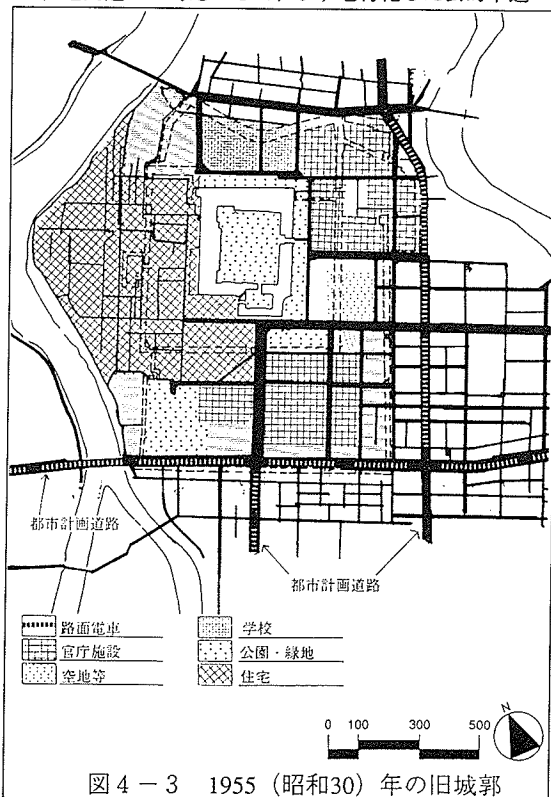 都市計画道路
都市計画道路
路面電車
官庁施設
空地等
学校
公園・緑地
住宅
0 100 300 500
N
図4-3 1955(昭和30)年の旧城郭